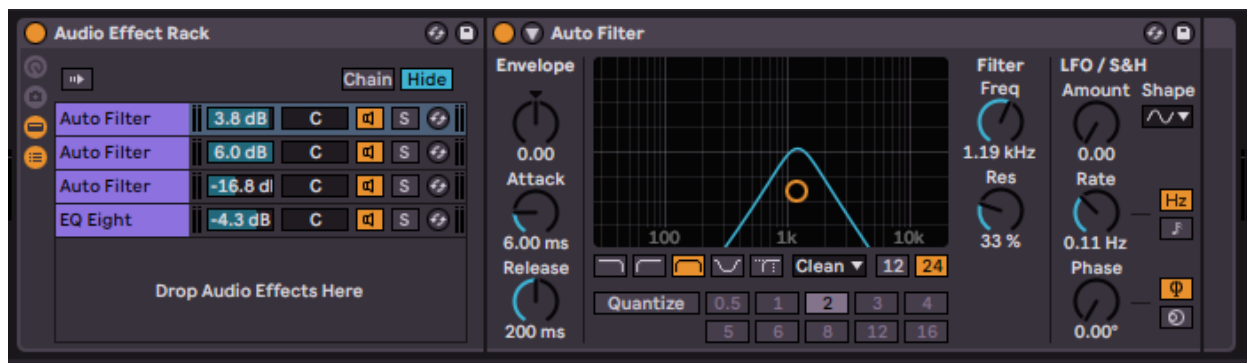 Audio Effect Rack
Chain Hide
Auto Filter 3.8 dB C S
Auto Filter 6.0 dB C S
Auto Filter -16.8 dB C S
EQ Eight -4.3 dB C S
Drop Audio Effects Here
Auto Filter
Envelope
0.00
Attack
6.00 ms
Release
200 ms
100 1k 10k
Clean 12 24
Quantize 0.5 1 2 3 4
5 6 8 12 16
Filter
Freq
1.19 kHz
Res
33 %
LFO / S&H
Amount Shape
0.00
Rate
Hz
0.11 Hz
Phase
Φ
0.00°